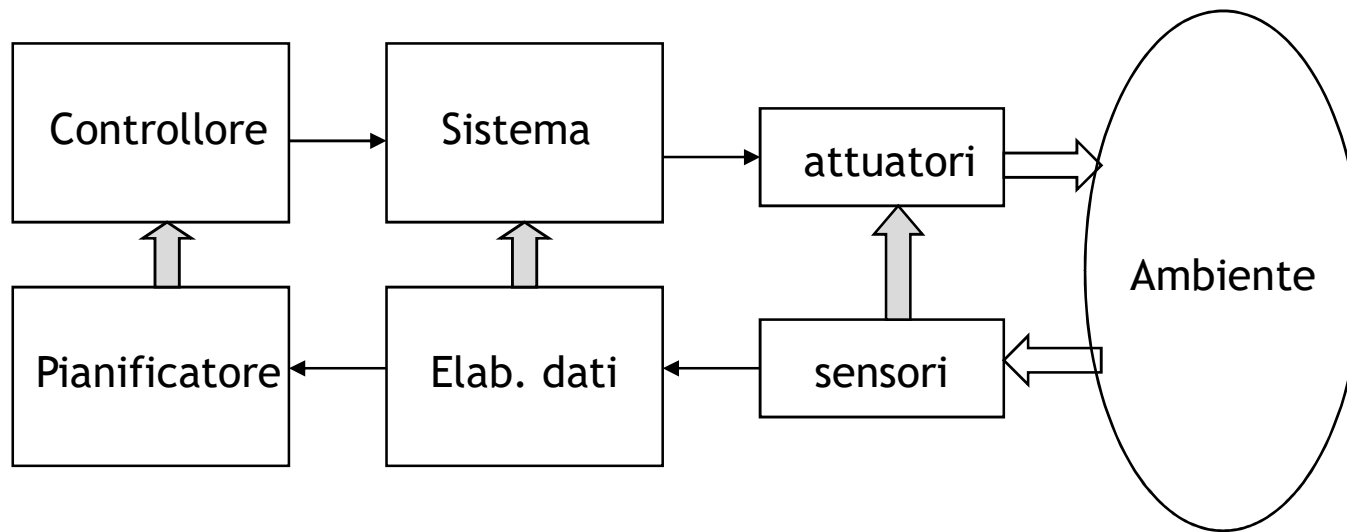 Controllore
Sistema
attuatori
Ambiente
Pianificatore
Elab. dati
sensori